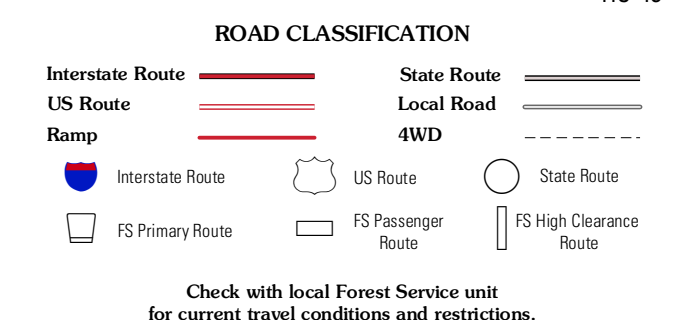 ROAD CLASSIFICATION
Interstate Route
State Route
US Route
Local Road
Ramp
4WD
Interstate Route
US Route
State Route
FS Primary Route
FS Passenger
Route
FS High Clearance
Route
Check with local Forest Service unit
for current travel conditions and restrictions.